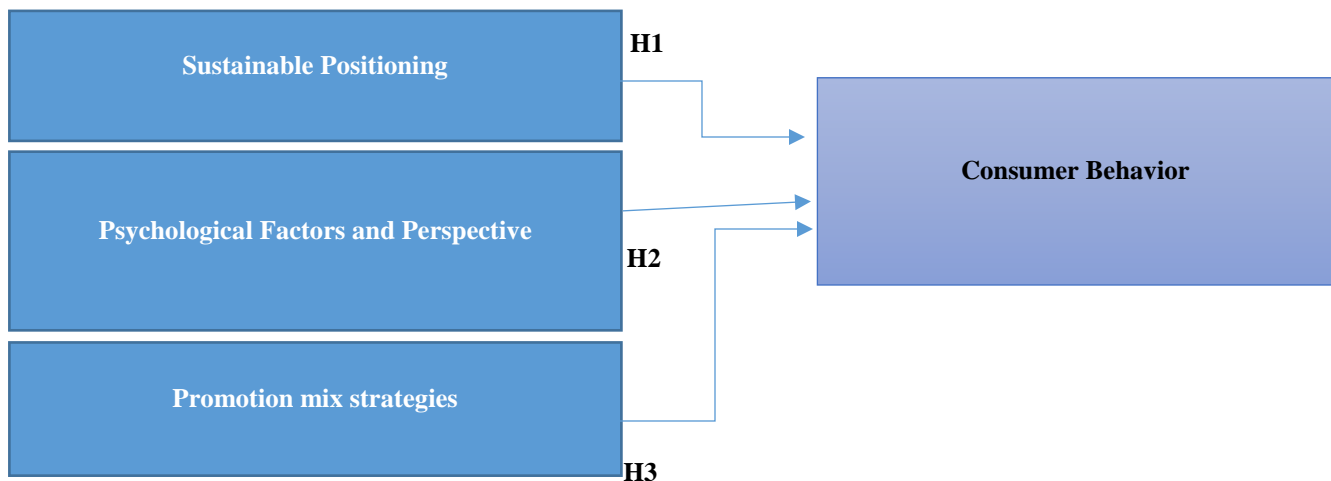 H1
Sustainable Positioning
Consumer Behavior
Psychological Factors and Perspective
H2
Promotion mix strategies
H3